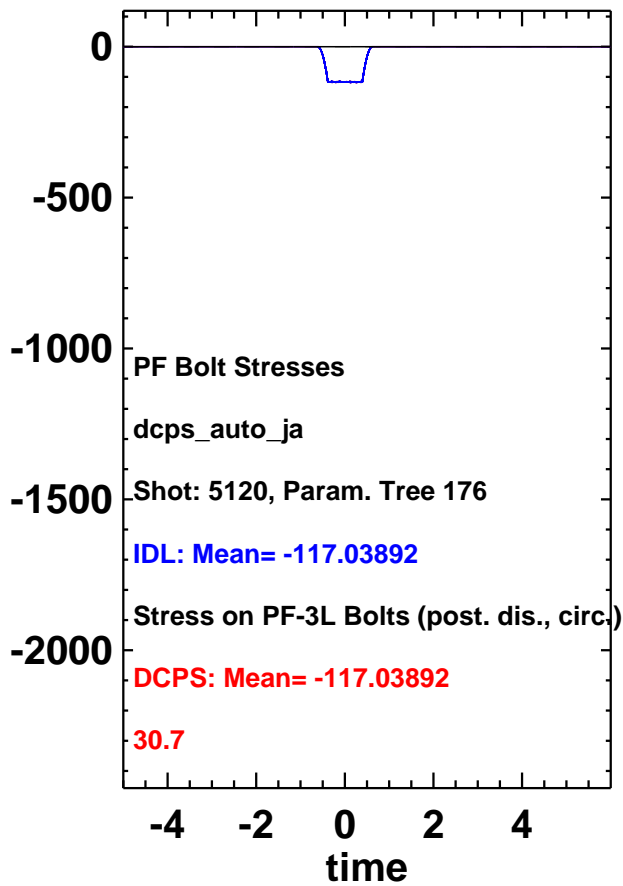 0
-500
-1000
PF Bolt Stresses
dcps_auto_ja
-1500
Shot: 5120, Param. Tree 176
IDL: Mean= -117.03892
Stress on PF-3L Bolts (post. dis., circ.)
-2000
DCPS: Mean= -117.03892
30.7
-4 -2 0 2 4
time